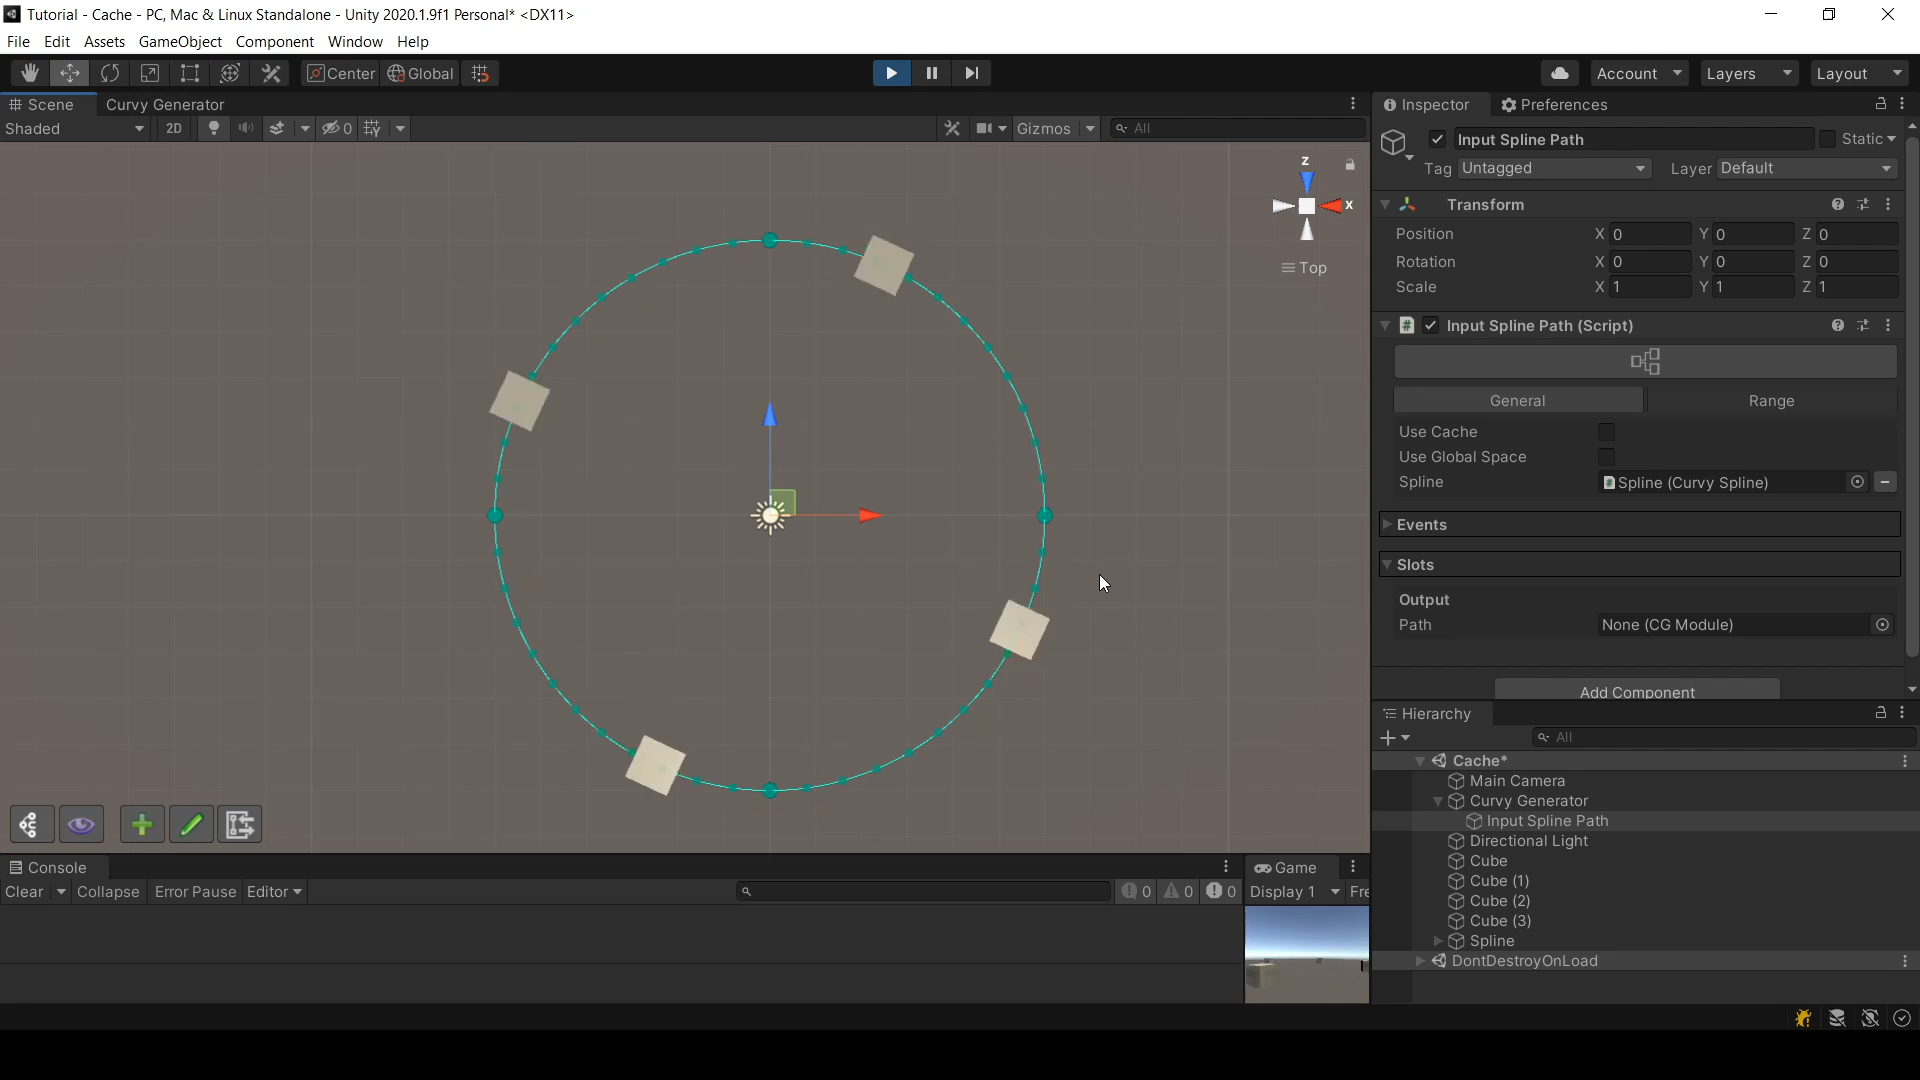 Tutorial - Cache - PC, Mac & Linux Standalone - Unity 2020.1.9f1 Personal* <DX11>
File Edit Assets GameObject Component Window Help
Center Global Account Layers Layout
Scene Curvy Generator
Shaded 2D 0 Gizmos All
z
x
Top
Inspector Preferences
Input Spline Path Static
Tag Untagged Layer Default
Transform
Position X 0 Y 0 Z 0
Rotation X 0 Y 0 Z 0
Scale X 1 Y 1 Z 1
Input Spline Path (Script)
General Range
Use Cache
Use Global Space
Spline Spline (Curvy Spline)
Events
Slots
Output
Path None (CG Module)
Add Component
Hierarchy
All
Cache*
Main Camera
Curvy Generator
Input Spline Path
Directional Light
Cube
Cube (1)
Cube (2)
Cube (3)
Spline
DontDestroyOnLoad
Console
Clear Collapse Error Pause Editor 0 0 0
Game
Display 1 Fre